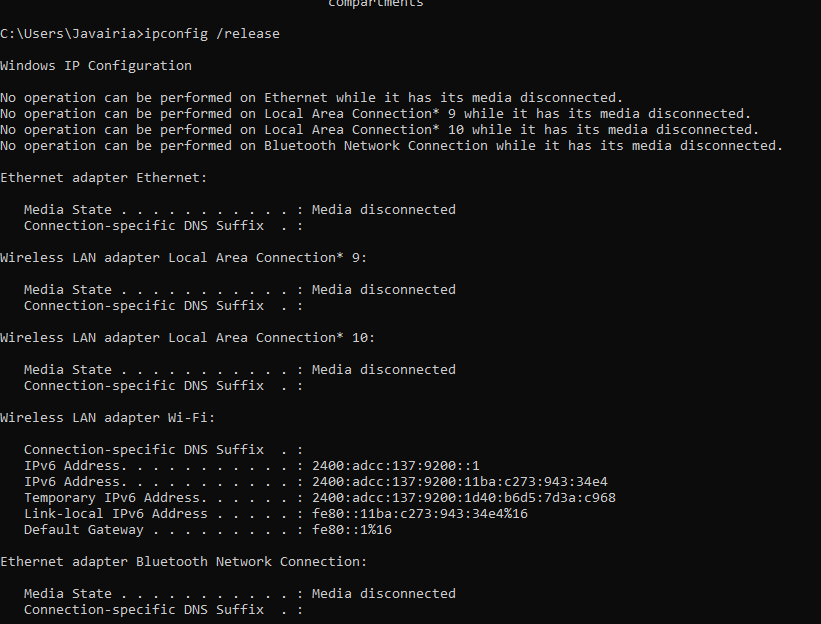 compartments
C:\Users\Javairia>ipconfig /release
Windows IP Configuration
No operation can be performed on Ethernet while it has its media disconnected.
No operation can be performed on Local Area Connection* 9 while it has its media disconnected.
No operation can be performed on Local Area Connection* 10 while it has its media disconnected.
No operation can be performed on Bluetooth Network Connection while it has its media disconnected.
Ethernet adapter Ethernet:
Media State . . . . . . . . . . . : Media disconnected
Connection-specific DNS Suffix  . :
Wireless LAN adapter Local Area Connection* 9:
Media State . . . . . . . . . . . : Media disconnected
Connection-specific DNS Suffix  . :
Wireless LAN adapter Local Area Connection* 10:
Media State . . . . . . . . . . . : Media disconnected
Connection-specific DNS Suffix  . :
Wireless LAN adapter Wi-Fi:
Connection-specific DNS Suffix  . :
IPv6 Address. . . . . . . . . . . : 2400:adcc:137:9200::1
IPv6 Address. . . . . . . . . . . : 2400:adcc:137:9200:11ba:c273:943:34e4
Temporary IPv6 Address. . . . . . : 2400:adcc:137:9200:1d40:b6d5:7d3a:c968
Link-local IPv6 Address . . . . . : fe80::11ba:c273:943:34e4%16
Default Gateway . . . . . . . . . : fe80::1%16
Ethernet adapter Bluetooth Network Connection:
Media State . . . . . . . . . . . : Media disconnected
Connection-specific DNS Suffix  . :